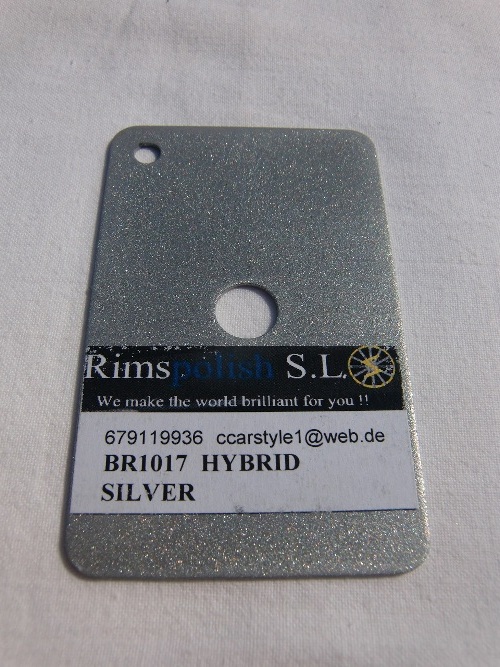 Rimspolish S.L.
We make the world brilliant for you !!
679119936 ccarstyle1@web.de
BR1017 HYBRID
SILVER